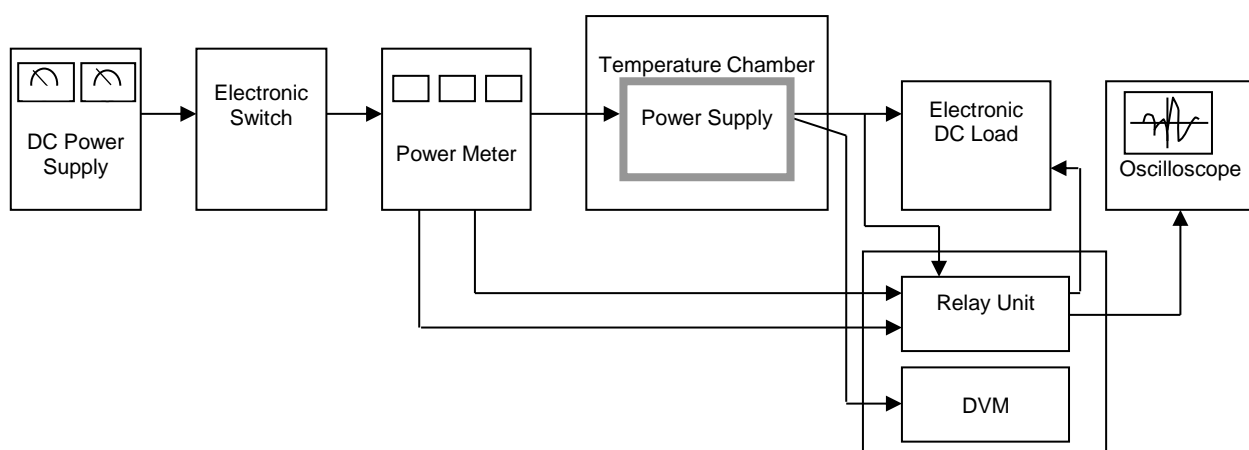 DC Power
Supply
Electronic
Switch
Power Meter
Temperature Chamber
Power Supply
Electronic
DC Load
Oscilloscope
Relay Unit
DVM